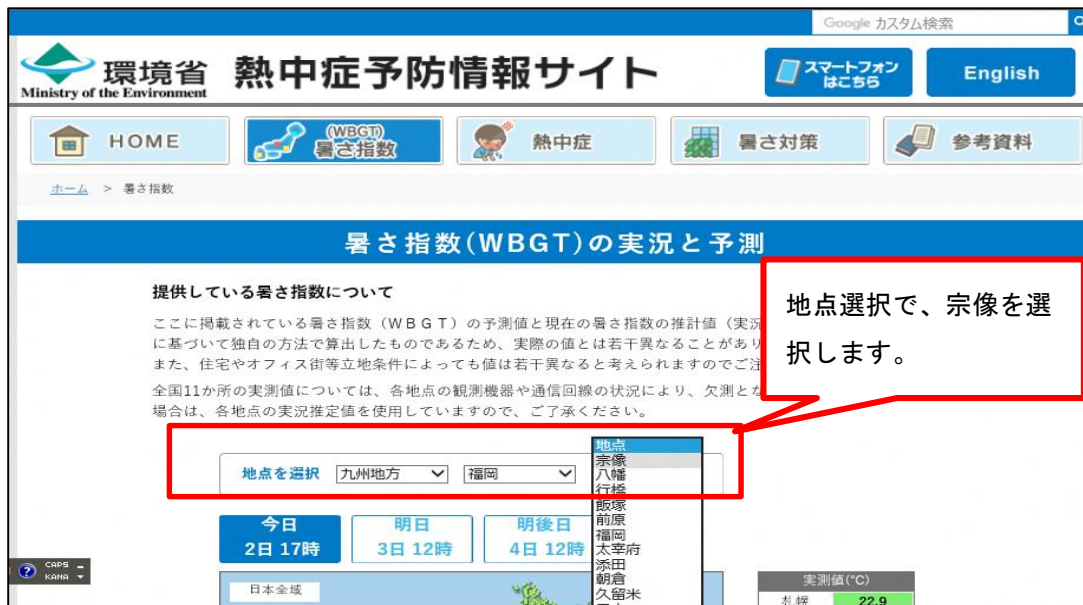 Google カスタム検索
環境省
Ministry of the Environment
熱中症予防情報サイト
スマートフォン
はこちら
English
HOME
(WBGT)
暑さ指数
熱中症
暑さ対策
参考資料
ホーム > 暑さ指数
暑さ指数(WBGT)の実況と予測
提供している暑さ指数について
ここに掲載されている暑さ指数（ＷＢＧＴ）の予測値と現在の暑さ指数の推計値（実況
に基づいて独自の方法で算出したものであるため、実際の値とは若干異なることがあり
また、住宅やオフィス街等立地条件によっても値は若干異なると考えられますのでご注
全国11か所の実測値については、各地点の観測機器や通信回線の状況により、欠測とな
場合は、各地点の実況推定値を使用していますので、ご了承ください。
地点選択で、宗像を選
択します。
地点を選択 九州地方 福岡
地点
宗像
八幡
行橋
飯塚
前原
福岡
太宰府
添田
朝倉
久留米
今日
2日 17時
明日
3日 12時
明後日
4日 12時
CAPS
KANA
日本全域
実測値(°C)
札幌 22.9